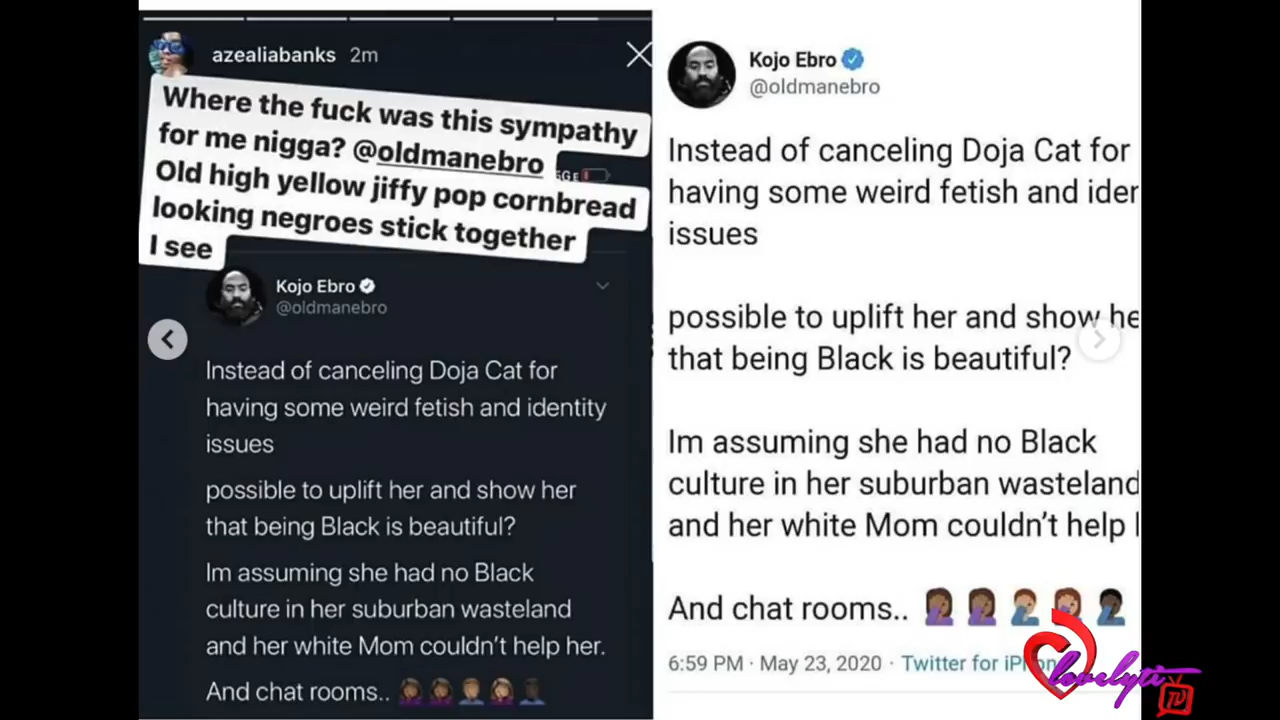 azealiabanks 2m
Where the fuck was this sympathy
for me nigga? @oldmanebro
Old high yellow jiffy pop cornbread
looking negroes stick together
I see
Kojo Ebro
@oldmanebro
Instead of canceling Doja Cat for
having some weird fetish and identity
issues
possible to uplift her and show her
that being Black is beautiful?
Im assuming she had no Black
culture in her suburban wasteland
and her white Mom couldn't help her.
And chat rooms..
Kojo Ebro
@oldmanebro
Instead of canceling Doja Cat for
having some weird fetish and iden
issues
possible to uplift her and show he
that being Black is beautiful?
Im assuming she had no Black
culture in her suburban wasteland
and her white Mom couldn't help
And chat rooms..
6:59 PM · May 23, 2020 · Twitter for iPhon
lovelyti
TV